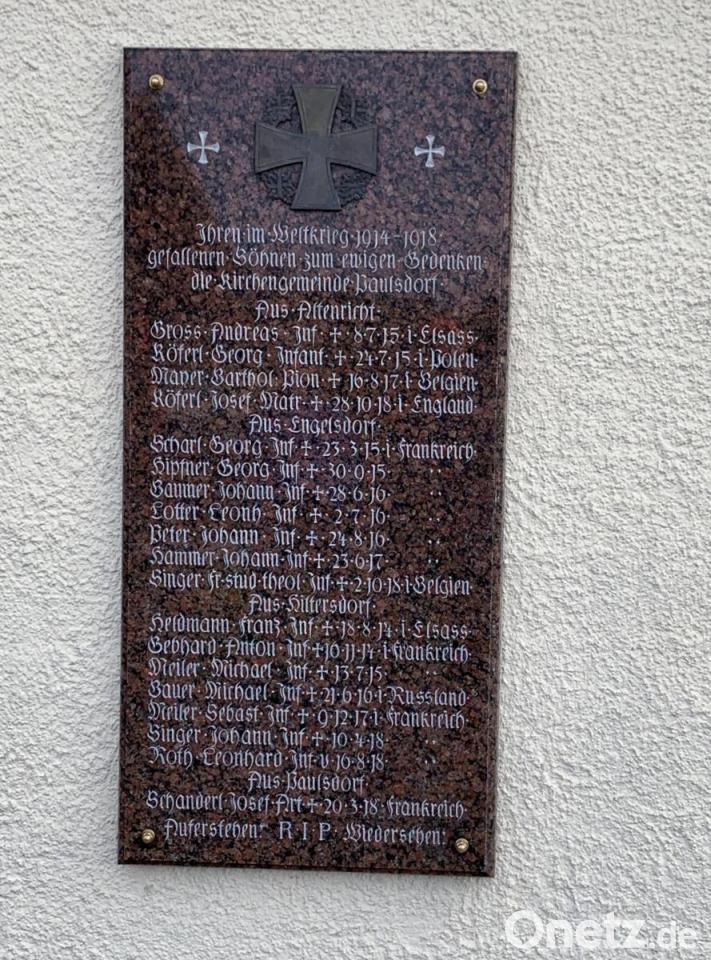 Ihren·im·Weltkrieg·1914–1918·
gefallenen·Söhnen·zum·ewigen·Gedenken·
die·Kirchengemeinde·Paulsdorf·
Aus·Altenricht·
Gross·Andreas·Inf·+·8·7·15·i·Elsass·
Köferl·Georg·Infant·+·24·7·15·i·Polen
Mayer·Barthol·Pion·+·16·8·17·i·Belgien·
Köferl·Josef·Matr·+·28·10·18·i·England
Aus·Engelsdorf·
Scharl·Georg·Inf·+·23·3·15·i·Frankreich
Hipfner·Georg·Inf·+·30·9·15· ··
Baumer·Johann·Inf·+·28·6·16· ··
Lotter·Leonh·Inf·+·2·7·16· ··
Peter·Johann·Inf·+·24·8·16· ··
Hammer·Johann·Inf·+·23·6·17· ··
Singer·Fr·stud·theol·Inf·+·2·10·18·i·Belgien
Aus·Hiltersdorf·
Heldmann·Franz·Inf·+·18·8·14·i·Elsass·
Gebhard·Anton·Inf·+·16·11·14·i·Frankreich·
Meiler·Michael·Inf·+·13·7·15· ··
Bauer·Michael·Inf·+·21·6·16·i·Russland
Meiler·Sebast·Inf·+·9·12·17·i·Frankreich·
Singer·Johann·Inf·+·10·4·18· ··
Roth·Leonhard·Inf·v·16·8·18· ··
Aus·Paulsdorf·
Schanderl·Josef·Art·+·20·3·18·Frankreich·
Auferstehen! R·I·P· Wiedersehen!
Onetz.de